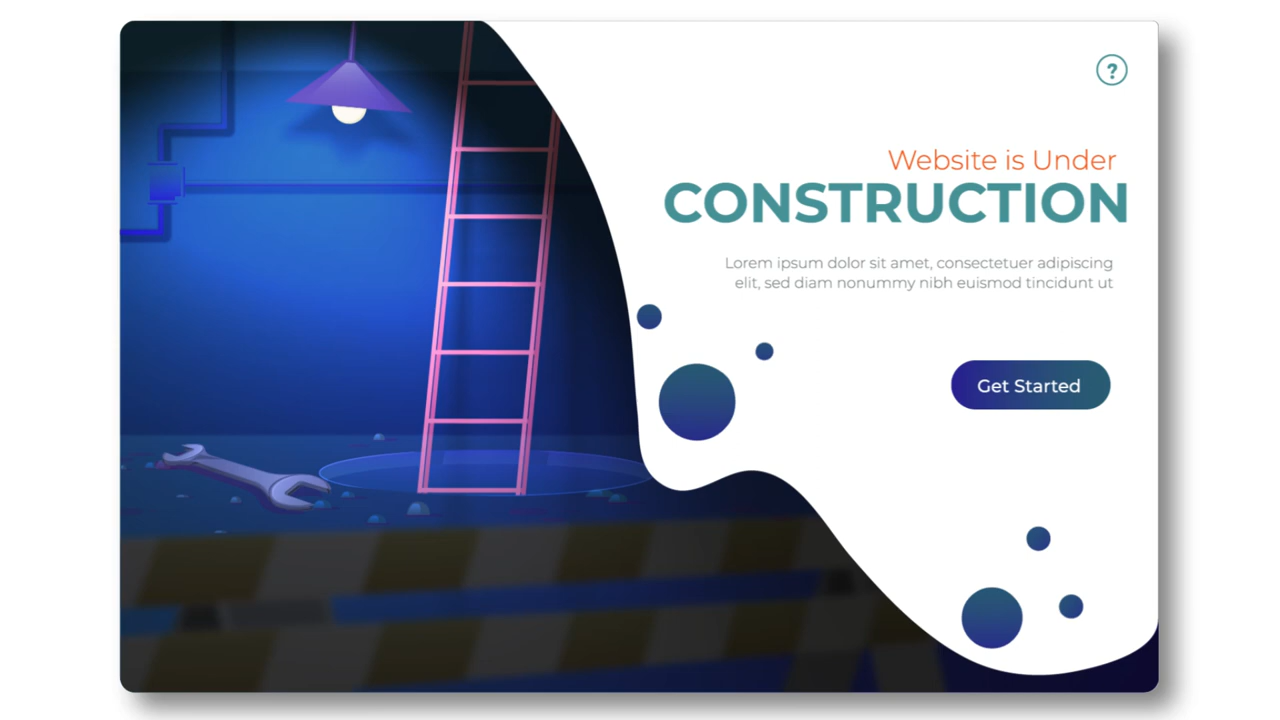 ?
Website is Under
CONSTRUCTION
Lorem ipsum dolor sit amet, consectetuer adipiscing
elit, sed diam nonummy nibh euismod tincidunt ut
Get Started